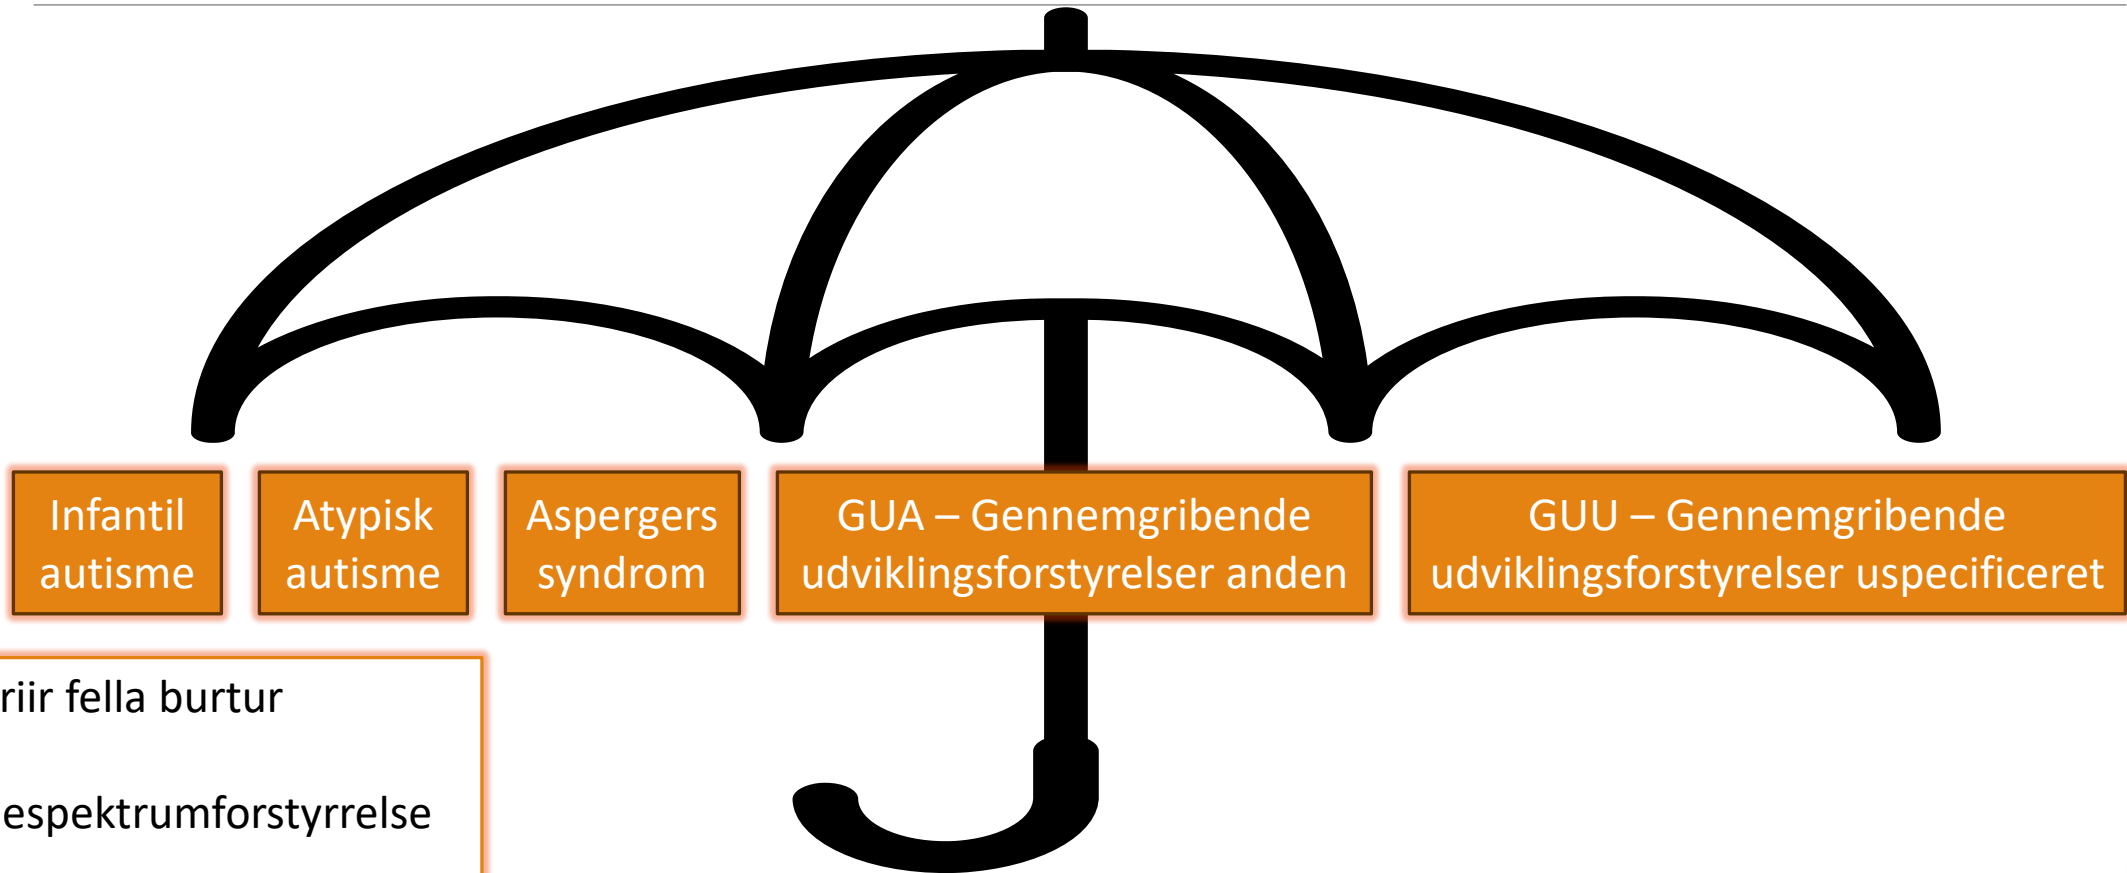 Infantil
autisme
Atypisk
autisme
Aspergers
syndrom
GUA – Gennemgribende
udviklingsforstyrelser anden
GUU – Gennemgribende
udviklingsforstyrelser uspecificeret
riir fella burtur
espektrumforstyrrelse